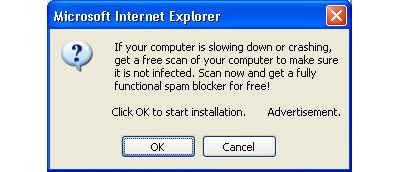 Microsoft Internet Explorer
If your computer is slowing down or crashing,
get a free scan of your computer to make sure
it is not infected. Scan now and get a fully
functional spam blocker for free!
Click OK to start installation. Advertisement.
OK Cancel